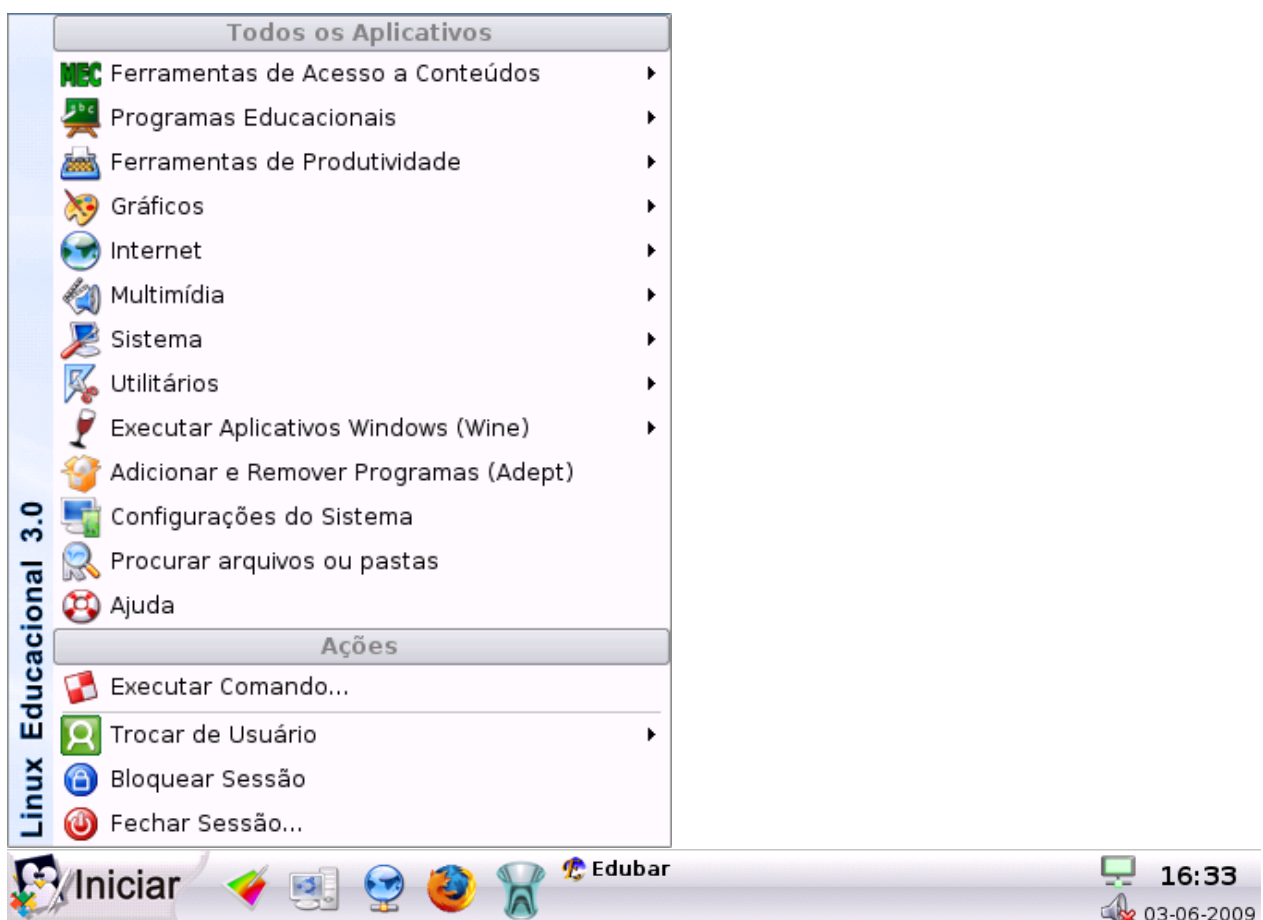 Todos os Aplicativos
MEC Ferramentas de Acesso a Conteúdos
abc
Programas Educacionais
Ferramentas de Produtividade
Gráficos
Internet
Multimídia
Sistema
Utilitários
Executar Aplicativos Windows (Wine)
Adicionar e Remover Programas (Adept)
Configurações do Sistema
Procurar arquivos ou pastas
Ajuda
Ações
Executar Comando...
Trocar de Usuário
Bloquear Sessão
Fechar Sessão...
Linux Educacional 3.0
Iniciar
Edubar
16:33
03-06-2009